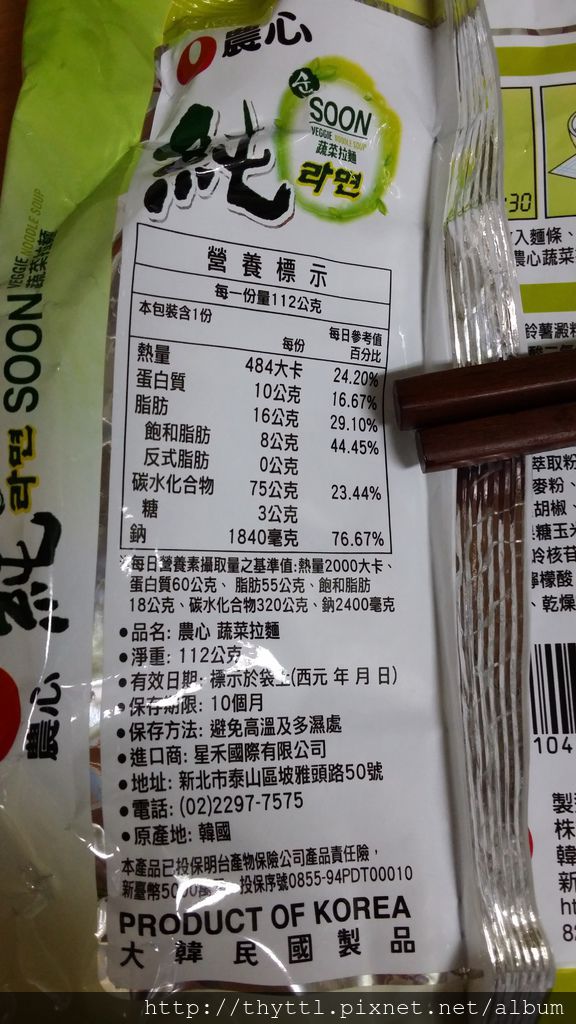 農心
純
순
SOON
VEGGIE NOODLE SOUP
蔬菜拉麵
라면
營養標示
每一份量112公克
本包裝含1份
每份 每日參考值百分比
熱量 484大卡 24.20%
蛋白質 10公克 16.67%
脂肪 16公克 29.10%
飽和脂肪 8公克 44.45%
反式脂肪 0公克
碳水化合物 75公克 23.44%
糖 3公克
鈉 1840毫克 76.67%
※每日營養素攝取量之基準值:熱量2000大卡、
蛋白質60公克、脂肪55公克、飽和脂肪
18公克、碳水化合物320公克、鈉2400毫克
●品名: 農心 蔬菜拉麵
●淨重: 112公克
●有效日期: 標示於袋上(西元 年 月 日)
●保存期限: 10個月
●保存方法: 避免高溫及多濕處
●進口商: 星禾國際有限公司
●地址: 新北市泰山區坡雅頭路50號
●電話: (02)2297-7575
●原產地: 韓國
本產品已投保明台產物保險公司產品責任險，
新臺幣5000萬 投保序號0855-94PDT00010
PRODUCT OF KOREA
大韓民國製品
SOON
VEGGIE NOODLE SOUP
蔬菜拉麵
라면
純
農心
:30
入麵條、
農心蔬菜
鈴薯澱粉
萃取粉
麥粉、
胡椒、
糖玉米
檸檬酸
、乾燥
104
製
株
韓
新
ht
82
http://thyttl.pixnet.net/album